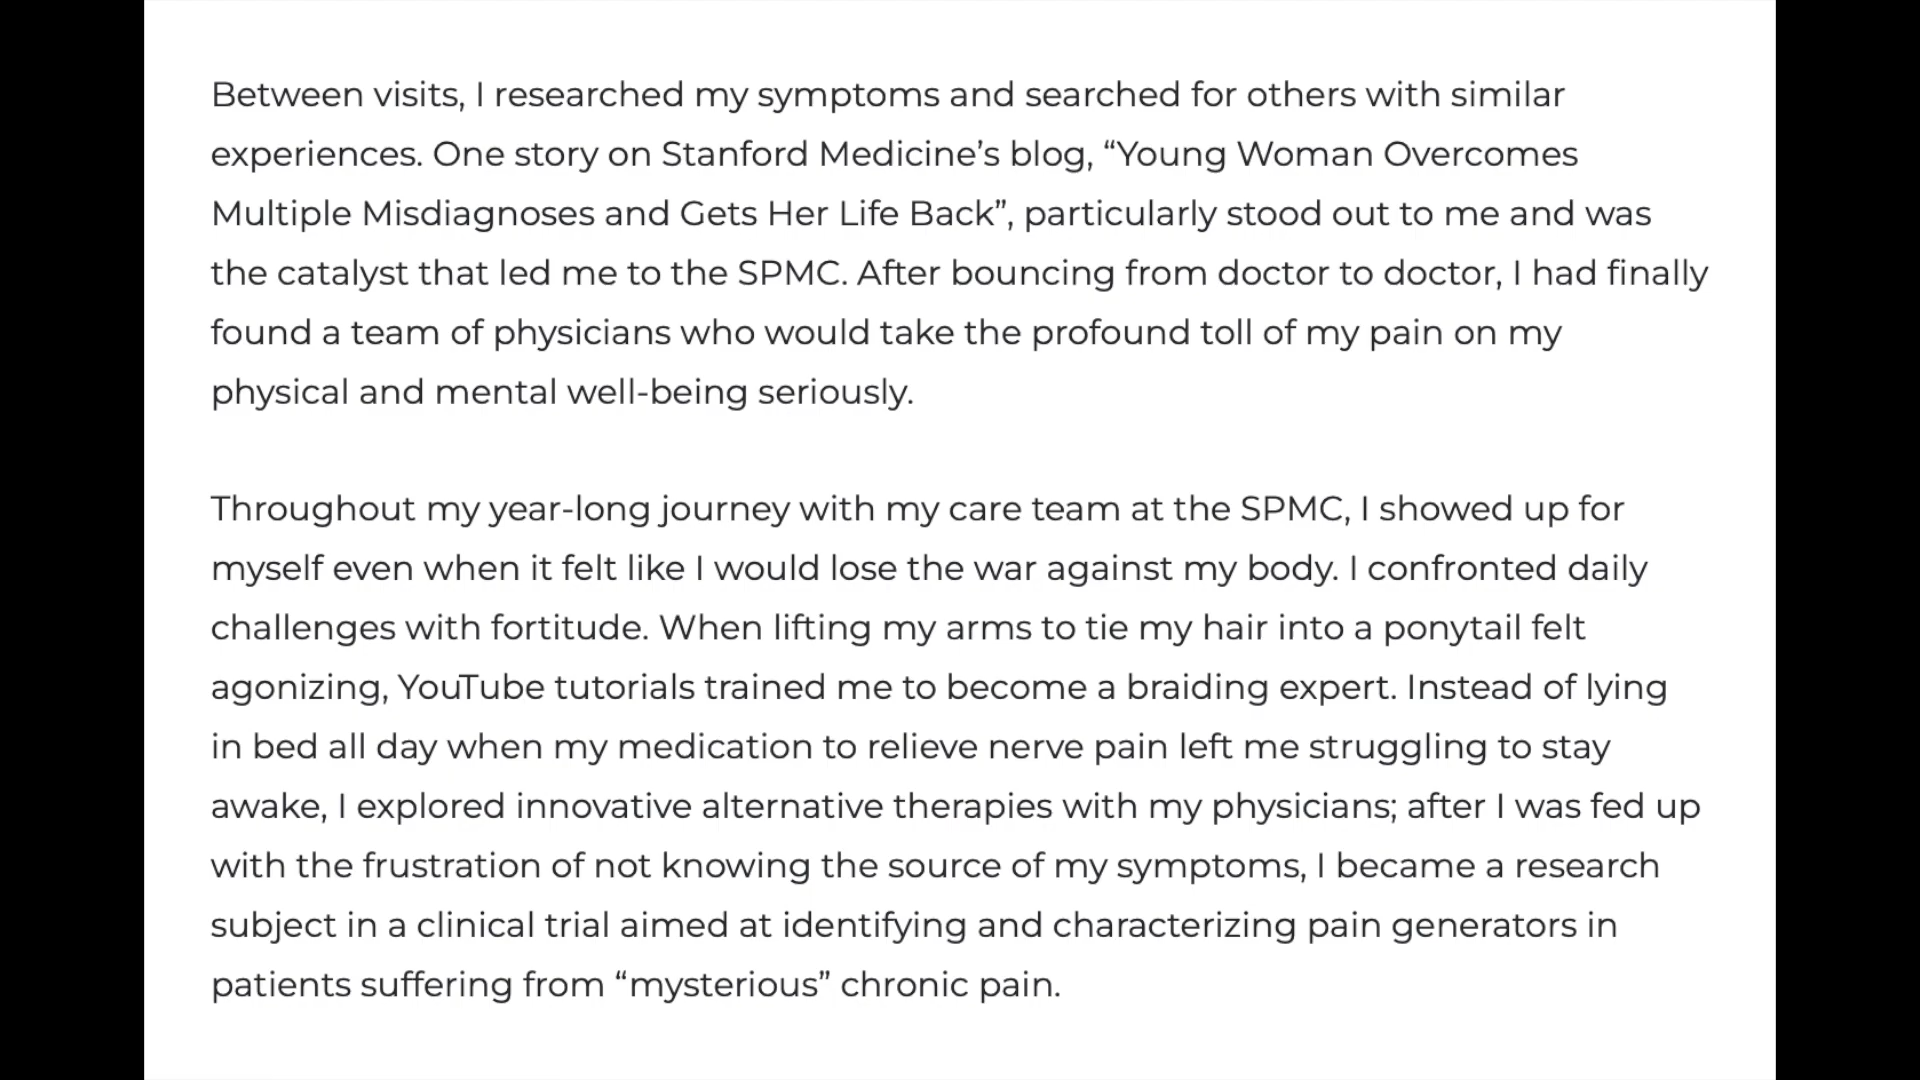 Between visits, I researched my symptoms and searched for others with similar
experiences. One story on Stanford Medicine’s blog, “Young Woman Overcomes
Multiple Misdiagnoses and Gets Her Life Back”, particularly stood out to me and was
the catalyst that led me to the SPMC. After bouncing from doctor to doctor, I had finally
found a team of physicians who would take the profound toll of my pain on my
physical and mental well-being seriously.
Throughout my year-long journey with my care team at the SPMC, I showed up for
myself even when it felt like I would lose the war against my body. I confronted daily
challenges with fortitude. When lifting my arms to tie my hair into a ponytail felt
agonizing, YouTube tutorials trained me to become a braiding expert. Instead of lying
in bed all day when my medication to relieve nerve pain left me struggling to stay
awake, I explored innovative alternative therapies with my physicians; after I was fed up
with the frustration of not knowing the source of my symptoms, I became a research
subject in a clinical trial aimed at identifying and characterizing pain generators in
patients suffering from “mysterious” chronic pain.